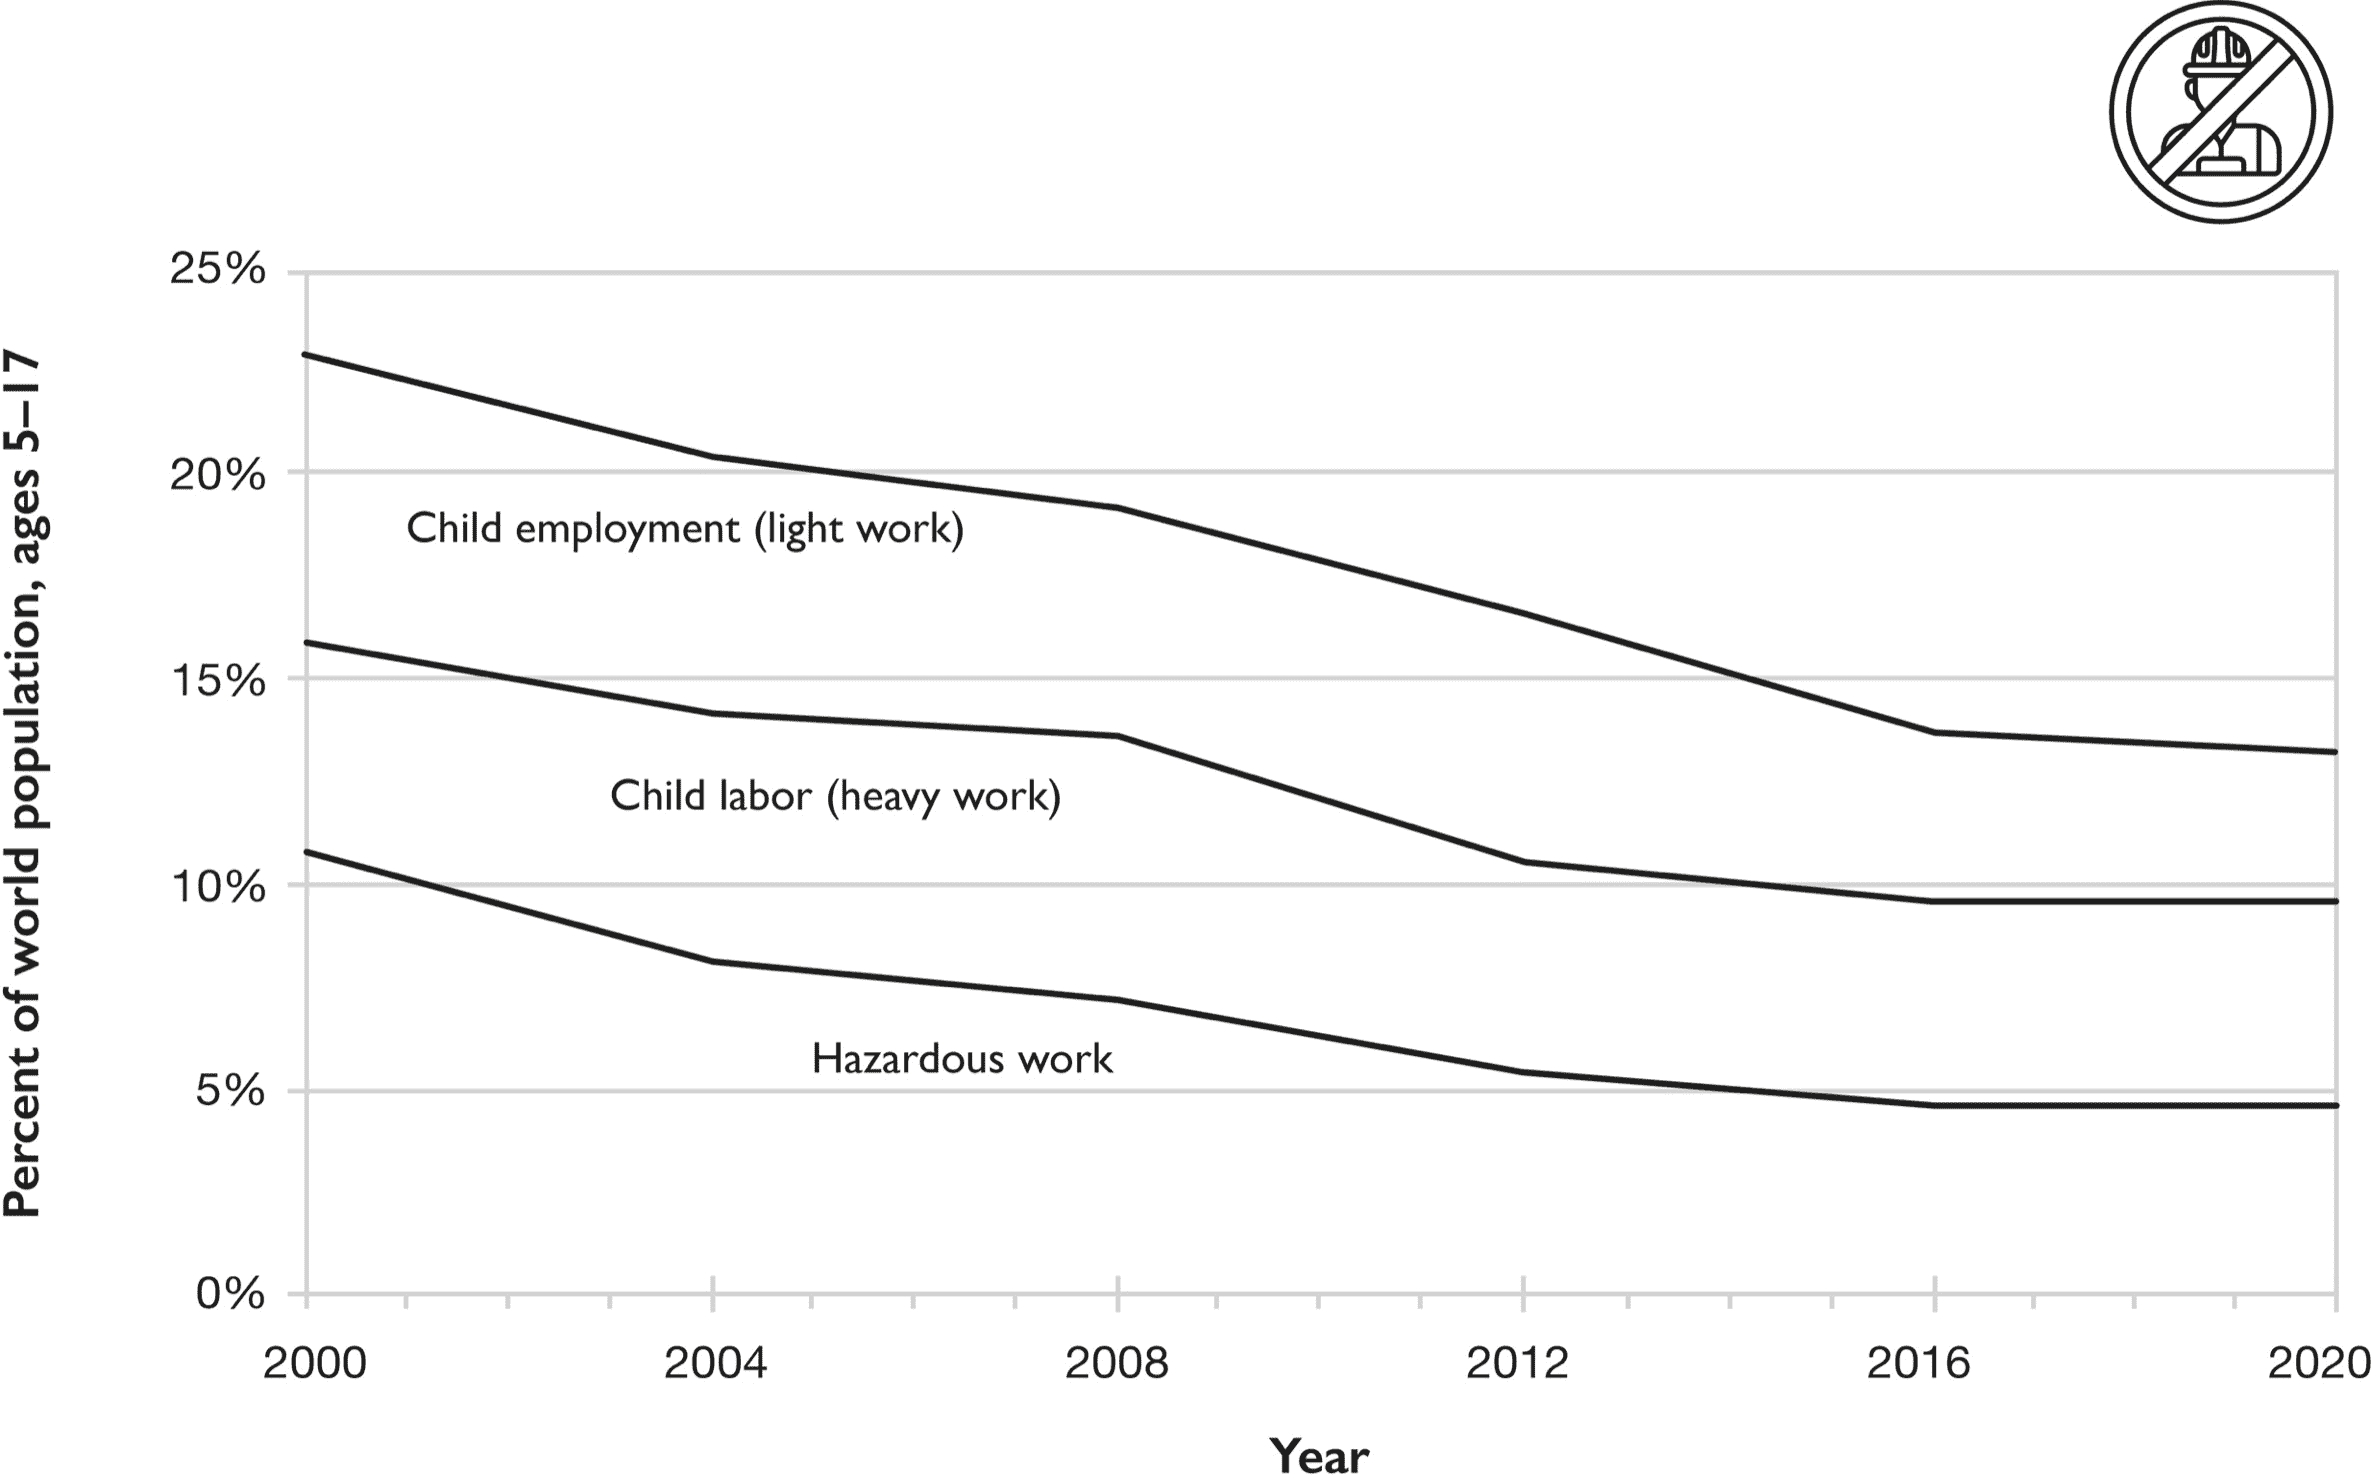 25%
20%
15%
10%
5%
0%
Percent of world population, ages 5–17
Child employment (light work)
Child labor (heavy work)
Hazardous work
2000
2004
2008
2012
2016
2020
Year